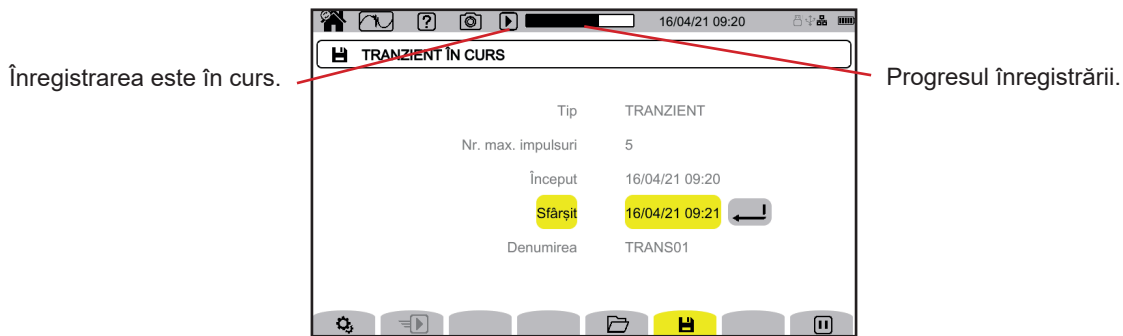 16/04/21 09:20
TRANZIENT ÎN CURS
Înregistrarea este în curs.
Progresul înregistrării.
Tip TRANZIENT
Nr. max. impulsuri 5
Început 16/04/21 09:20
Sfârșit 16/04/21 09:21
Denumirea TRANS01